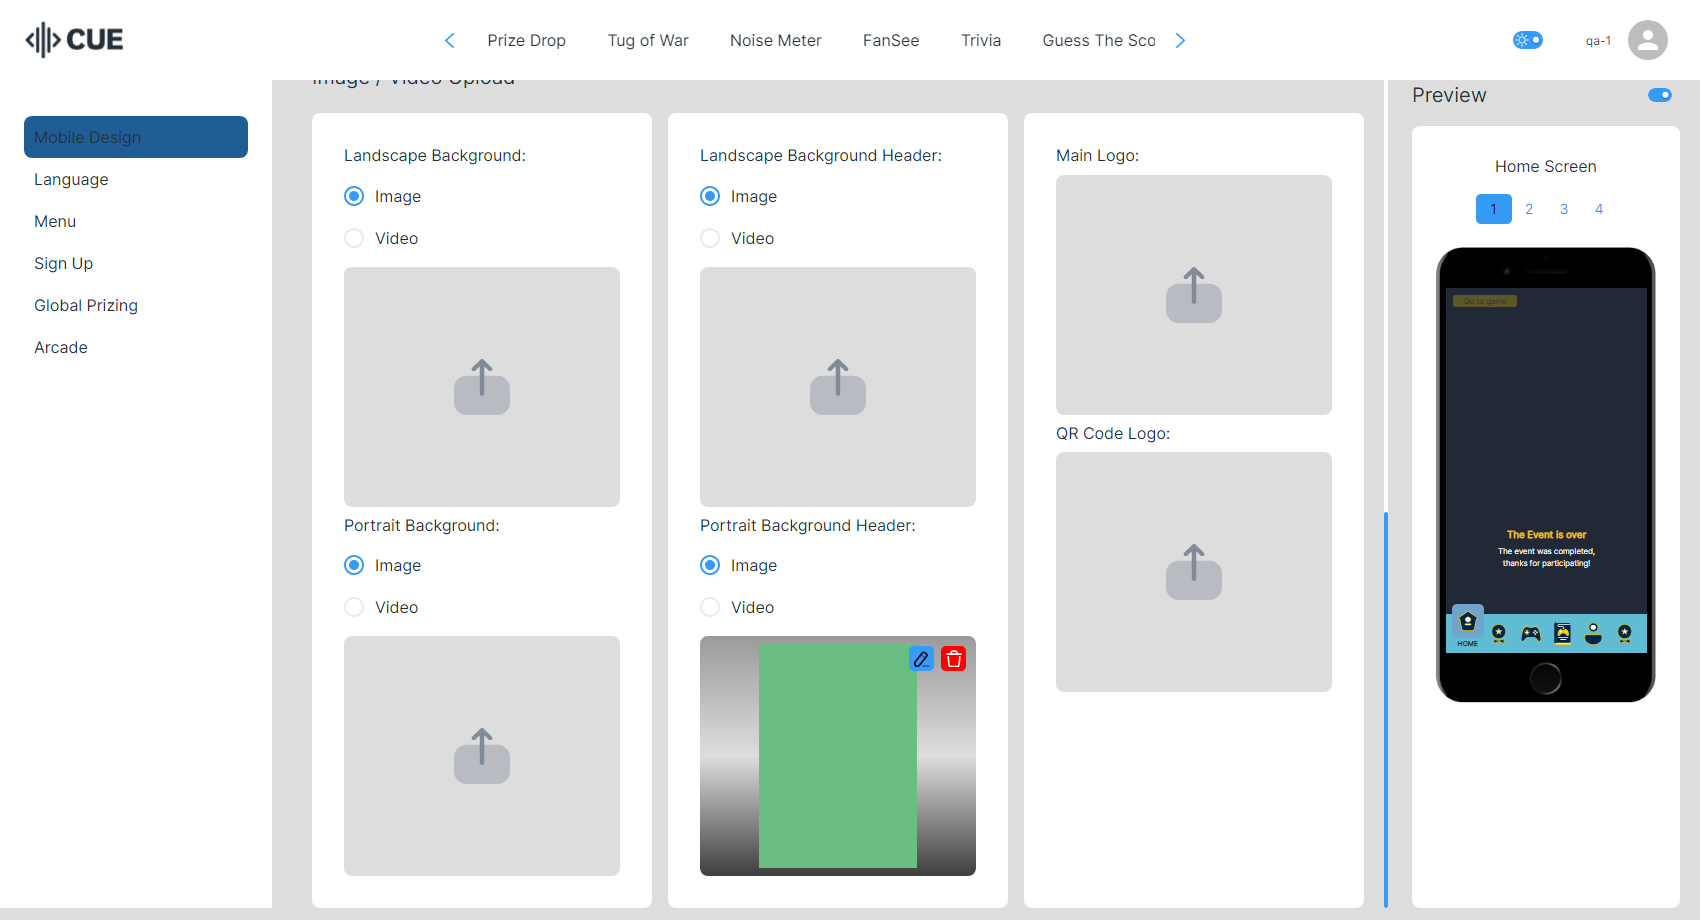 CUE
Prize Drop
Tug of War
Noise Meter
FanSee
Trivia
Guess The Sco
qa-1
Mobile Design
Language
Menu
Sign Up
Global Prizing
Arcade
Image / Video Upload
Landscape Background:
Image
Video
Portrait Background:
Image
Video
Landscape Background Header:
Image
Video
Portrait Background Header:
Image
Video
Main Logo:
QR Code Logo:
Preview
Home Screen
1 2 3 4
Go to game
The Event is over
The event was completed,
thanks for participating!
HOME